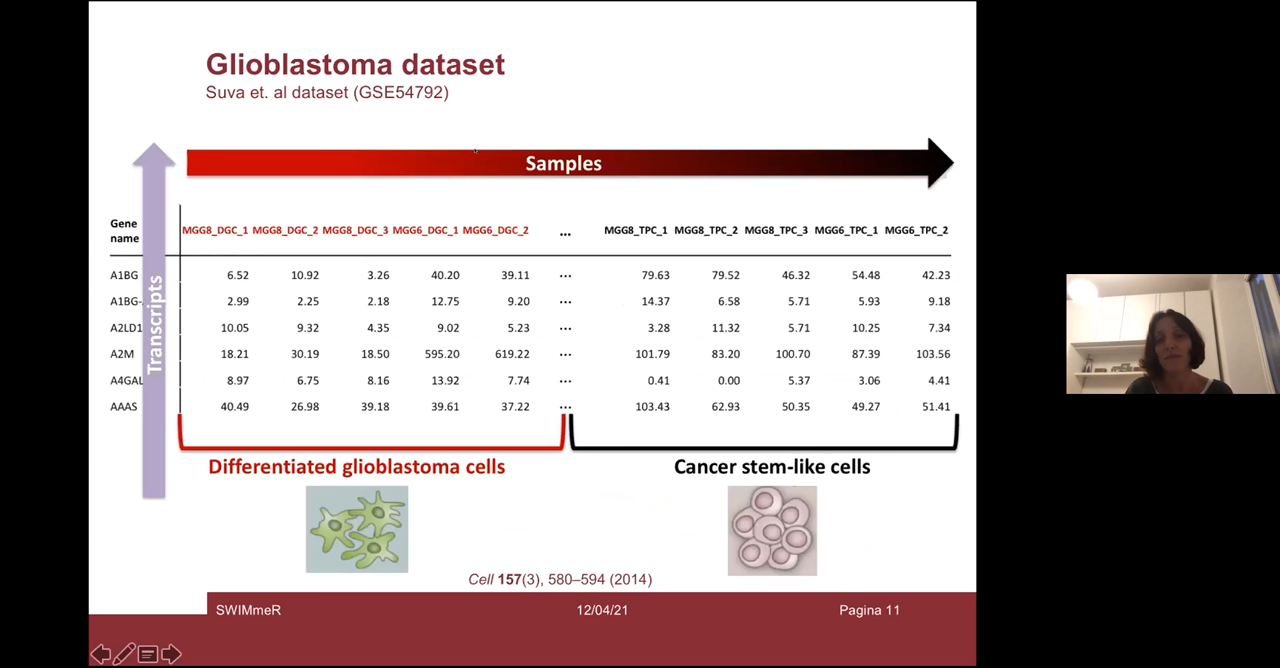 Glioblastoma dataset
Suva et. al dataset (GSE54792)
Samples
Gene name MGG8_DGC_1 MGG8_DGC_2 MGG8_DGC_3 MGG6_DGC_1 MGG6_DGC_2 ... MGG8_TPC_1 MGG8_TPC_2 MGG8_TPC_3 MGG6_TPC_1 MGG6_TPC_2
A1BG 6.52 10.92 3.26 40.20 39.11 ... 79.63 79.52 46.32 54.48 42.23
A1BG- 2.99 2.25 2.18 12.75 9.20 ... 14.37 6.58 5.71 5.93 9.18
A2LD1 10.05 9.32 4.35 9.02 5.23 ... 3.28 11.32 5.71 10.25 7.34
A2M 18.21 30.19 18.50 595.20 619.22 ... 101.79 83.20 100.70 87.39 103.56
A4GAL 8.97 6.75 8.16 13.92 7.74 ... 0.41 0.00 5.37 3.06 4.41
AAAS 40.49 26.98 39.18 39.61 37.22 ... 103.43 62.93 50.35 49.27 51.41
Transcripts
Differentiated glioblastoma cells
Cancer stem-like cells
Cell 157(3), 580–594 (2014)
SWIMmeR 12/04/21 Pagina 11